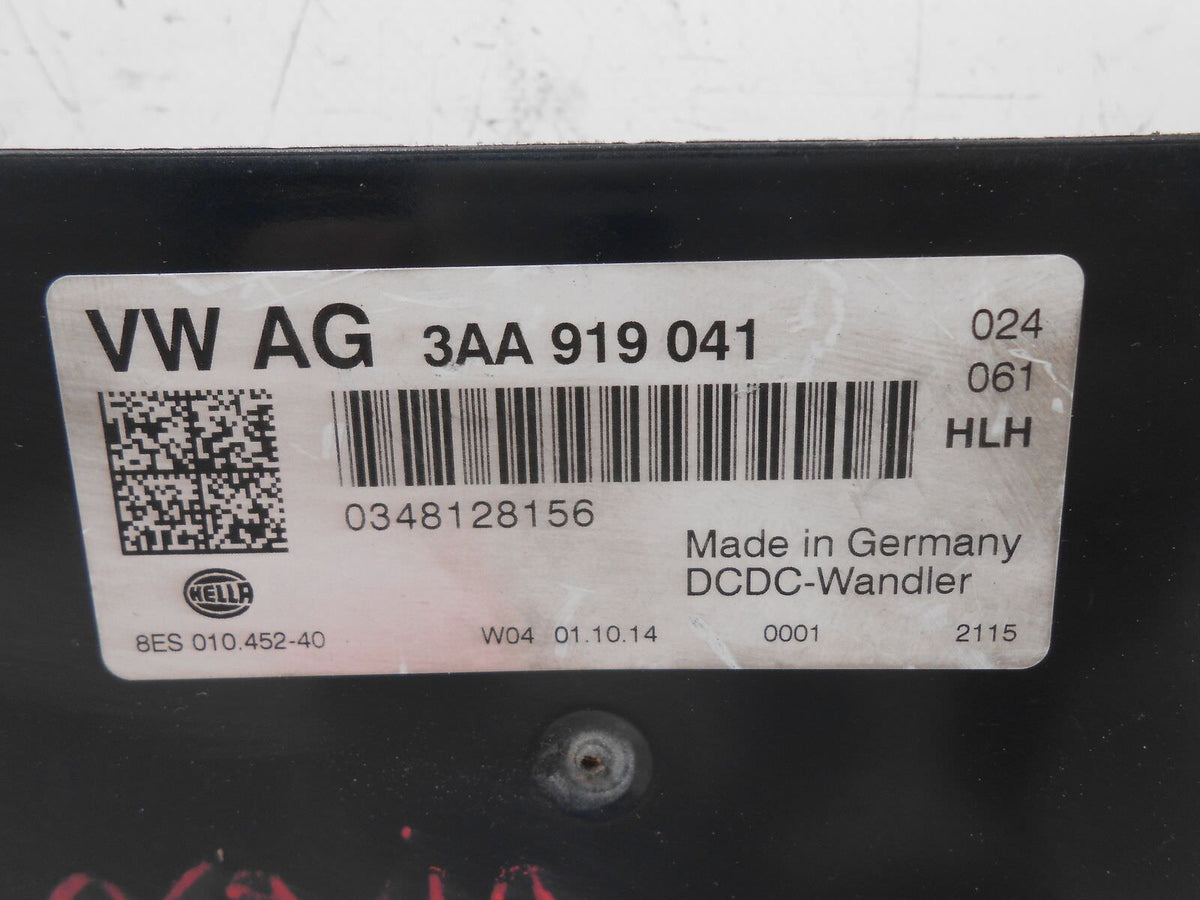 VW AG 3AA 919 041
024
061
HLH
0348128156
Made in Germany
DCDC-Wandler
HELLA
8ES 010.452-40 W04 01.10.14 0001 2115